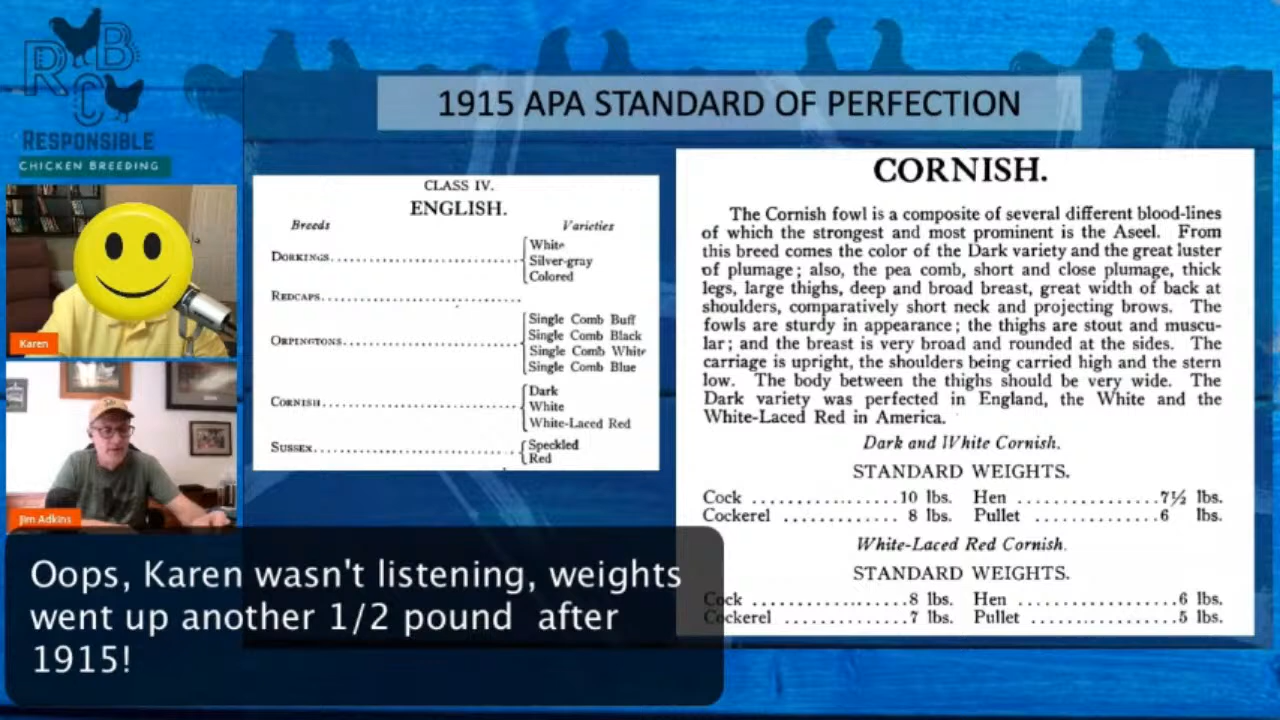 R B C
RESPONSIBLE
CHICKEN BREEDING
1915 APA STANDARD OF PERFECTION
Karen
Jim Adkins
CLASS IV.
ENGLISH.
Breeds Varieties
DORKINGS White
Silver-gray
Colored
REDCAPS
ORPINGTONS Single Comb Buff
Single Comb Black
Single Comb White
Single Comb Blue
CORNISH Dark
White
White-Laced Red
SUSSEX Speckled
Red
CORNISH.
The Cornish fowl is a composite of several different blood-lines
of which the strongest and most prominent is the Aseel. From
this breed comes the color of the Dark variety and the great luster
of plumage; also, the pea comb, short and close plumage, thick
legs, large thighs, deep and broad breast, great width of back at
shoulders, comparatively short neck and projecting brows. The
fowls are sturdy in appearance; the thighs are stout and muscu-
lar; and the breast is very broad and rounded at the sides. The
carriage is upright, the shoulders being carried high and the stern
low. The body between the thighs should be very wide. The
Dark variety was perfected in England, the White and the
White-Laced Red in America.
Dark and White Cornish.
STANDARD WEIGHTS.
Cock 10 lbs. Hen 7½ lbs.
Cockerel 8 lbs. Pullet 6 lbs.
White-Laced Red Cornish.
STANDARD WEIGHTS.
Cock 8 lbs. Hen 6 lbs.
Cockerel 7 lbs. Pullet 5 lbs.
Oops, Karen wasn't listening, weights
went up another 1/2 pound after
1915!